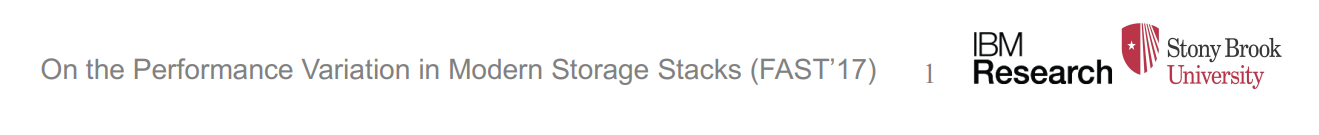 On the Performance Variation in Modern Storage Stacks (FAST’17)
1
IBM
Research
Stony Brook
University